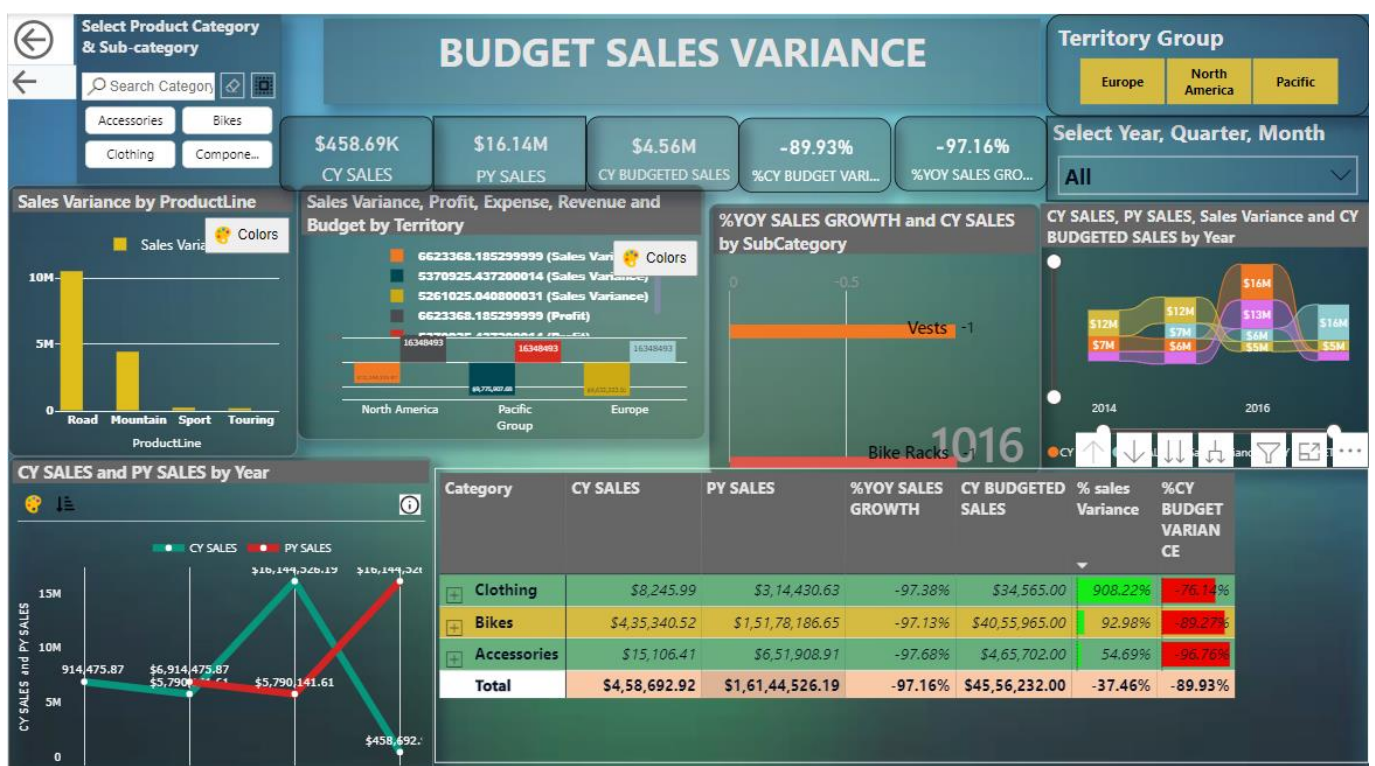 Select Product Category
& Sub-category
Search Categor
Accessories
Bikes
Clothing
Compone...
BUDGET SALES VARIANCE
Territory Group
Europe
North
America
Pacific
Select Year, Quarter, Month
All
$458.69K
CY SALES
$16.14M
PY SALES
$4.56M
CY BUDGETED SALES
-89.93%
%CY BUDGET VARI...
-97.16%
%YOY SALES GRO...
Sales Variance by ProductLine
Sales Varia
Colors
10M
5M
0
Road Mountain Sport Touring
ProductLine
Sales Variance, Profit, Expense, Revenue and
Budget by Territory
Colors
6623368.185299999 (Sales Vari
5370925.437200014 (Sales Variance)
5261025.040800031 (Sales Variance)
6623368.185299999 (Profit)
16348493
16348493
16348493
North America
Pacific
Europe
Group
%YOY SALES GROWTH and CY SALES
by SubCategory
0
-0.5
Vests -1
Bike Racks -1
1016
CY SALES, PY SALES, Sales Variance and CY
BUDGETED SALES by Year
$12M
$7M
$12M
$7M
$6M
$16M
$13M
$6M
$5M
$16M
$5M
2014
2016
CY SALES and PY SALES by Year
CY SALES
PY SALES
CY SALES and PY SALES
15M
10M
5M
0
914,475.87
$6,914,475.87
$5,790,141.61
$16,144,526.19
$458,692.
Category CY SALES PY SALES %YOY SALES GROWTH CY BUDGETED SALES % sales Variance %CY BUDGET VARIAN CE
Clothing $8,245.99 $3,14,430.63 -97.38% $34,565.00 908.22% -76.14%
Bikes $4,35,340.52 $1,51,78,186.65 -97.13% $40,55,965.00 92.98% -89.27%
Accessories $15,106.41 $6,51,908.91 -97.68% $4,65,702.00 54.69% -96.76%
Total $4,58,692.92 $1,61,44,526.19 -97.16% $45,56,232.00 -37.46% -89.93%